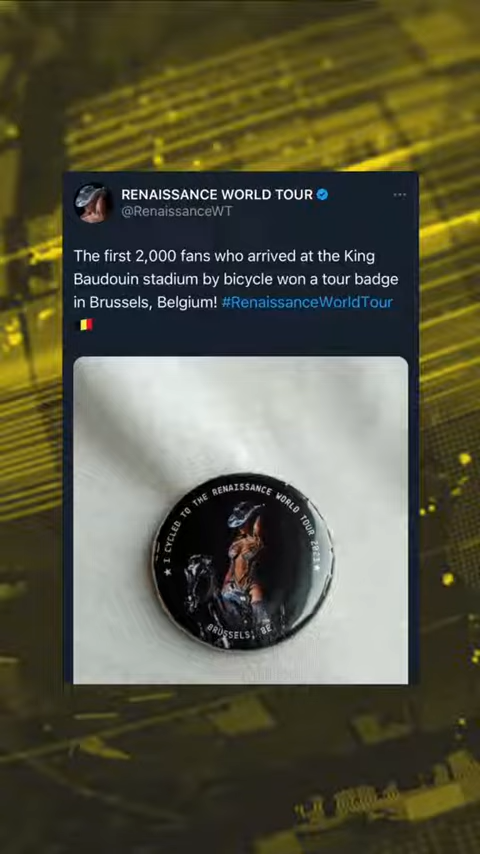 RENAISSANCE WORLD TOUR
@RenaissanceWT
The first 2,000 fans who arrived at the King
Baudouin stadium by bicycle won a tour badge
in Brussels, Belgium! #RenaissanceWorldTour
🇧🇪
★ I CYCLED TO THE RENAISSANCE WORLD TOUR 2023 ★
BRUSSELS, BE